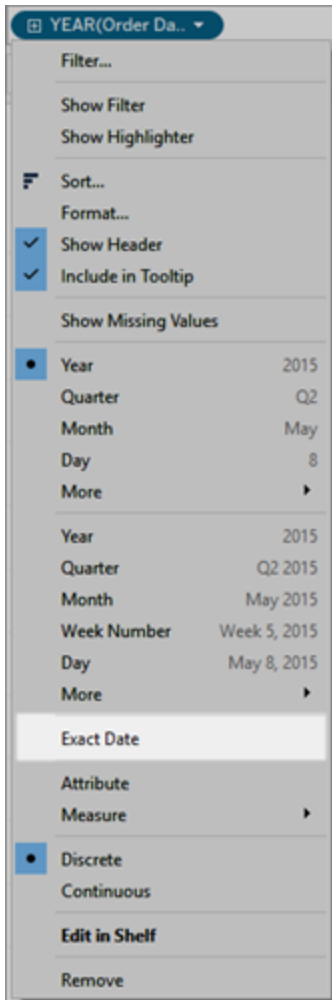 YEAR(Order Da..
Filter...
Show Filter
Show Highlighter
Sort...
Format...
Show Header
Include in Tooltip
Show Missing Values
Year 2015
Quarter Q2
Month May
Day 8
More
Year 2015
Quarter Q2 2015
Month May 2015
Week Number Week 5, 2015
Day May 8, 2015
More
Exact Date
Attribute
Measure
Discrete
Continuous
Edit in Shelf
Remove